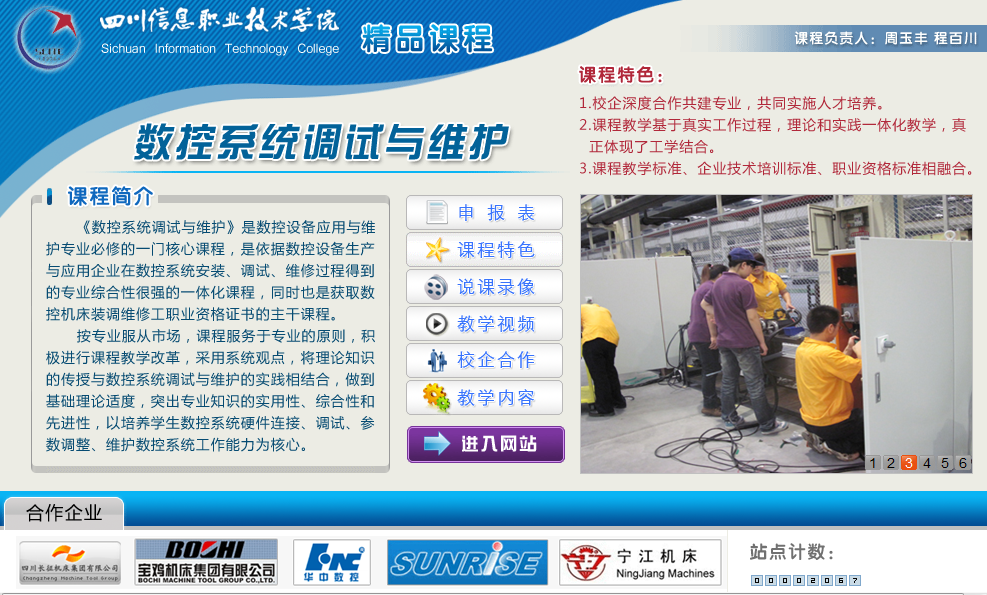 四川信息职业技术学院
Sichuan Information Technology College
精品课程
课程负责人：周玉丰 程百川
数控系统调试与维护
课程特色：
1.校企深度合作共建专业，共同实施人才培养。
2.课程教学基于真实工作过程，理论和实践一体化教学，真
正体现了工学结合。
3.课程教学标准、企业技术培训标准、职业资格标准相融合。
课程简介
《数控系统调试与维护》是数控设备应用与维
护专业必修的一门核心课程，是依据数控设备生产
与应用企业在数控系统安装、调试、维修过程得到
的专业综合性很强的一体化课程，同时也是获取数
控机床装调维修工职业资格证书的主干课程。
按专业服从市场，课程服务于专业的原则，积
极进行课程教学改革，采用系统观点，将理论知识
的传授与数控系统调试与维护的实践相结合，做到
基础理论适度，突出专业知识的实用性、综合性和
先进性，以培养学生数控系统硬件连接、调试、参
数调整、维护数控系统工作能力为核心。
申 报 表
课程特色
说课录像
教学视频
校企合作
教学内容
进入网站
1 2 3 4 5 6
合作企业
四川长征机床集团有限公司
Changzheng Machine Tool Group
BOCHI
宝鸡机床集团有限公司
BOCHI MACHINE TOOL GROUP CO.,LTD.
HNC
华中数控
SUNRISE
宁江机床
NingJiang Machines
站点计数：
00002067